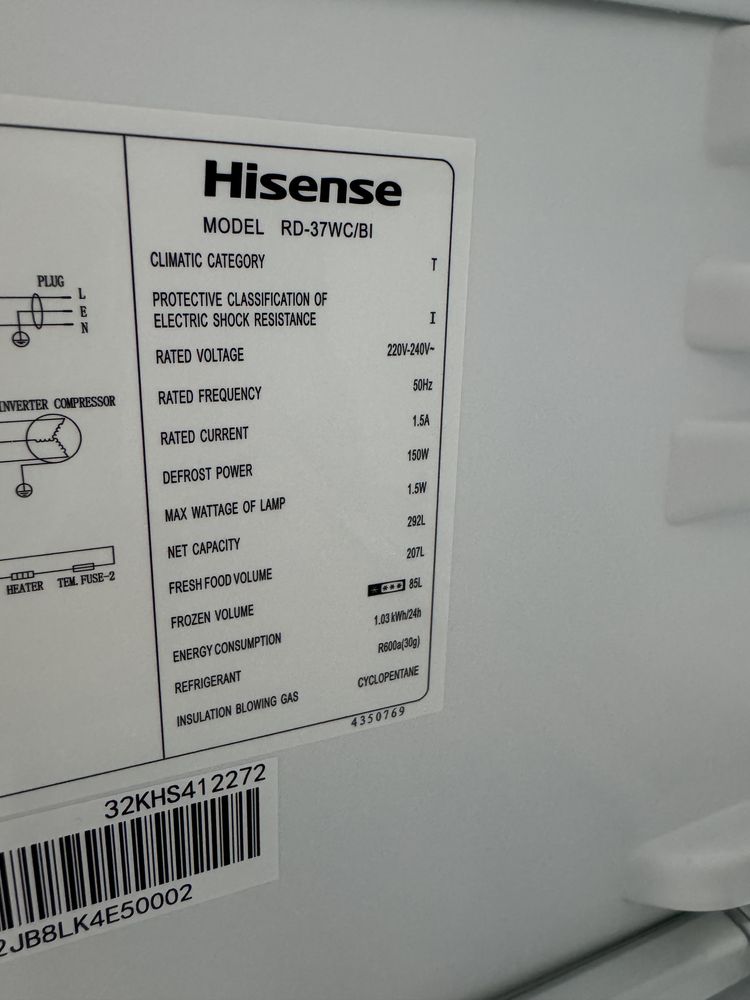 Hisense
MODEL RD-37WC/BI
CLIMATIC CATEGORY T
PROTECTIVE CLASSIFICATION OF
ELECTRIC SHOCK RESISTANCE I
RATED VOLTAGE 220V-240V~
RATED FREQUENCY 50Hz
RATED CURRENT 1.5A
DEFROST POWER 150W
MAX WATTAGE OF LAMP 1.5W
NET CAPACITY 292L
FRESH FOOD VOLUME 207L
FROZEN VOLUME 85L
ENERGY CONSUMPTION 1.03 kWh/24h
REFRIGERANT R600a(30g)
INSULATION BLOWING GAS CYCLOPENTANE
4350769
PLUG
L
E
N
INVERTER COMPRESSOR
HEATER TEM. FUSE-2
32KHS412272
2JB8LK4E50002